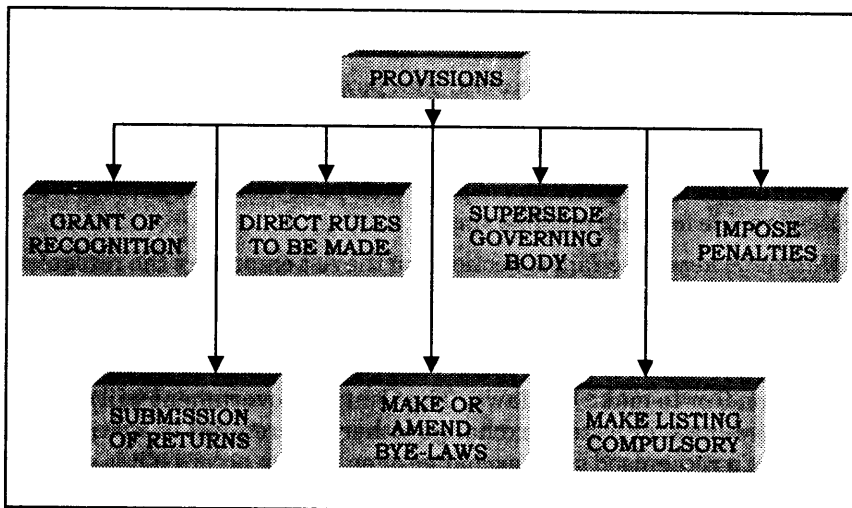 PROVISIONS
GRANT OF
RECOGNITION
DIRECT RULES
TO BE MADE
SUPERSEDE
GOVERNING
BODY
IMPOSE
PENALTIES
SUBMISSION
OF RETURNS
MAKE OR
AMEND
BYE-LAWS
MAKE LISTING
COMPULSORY